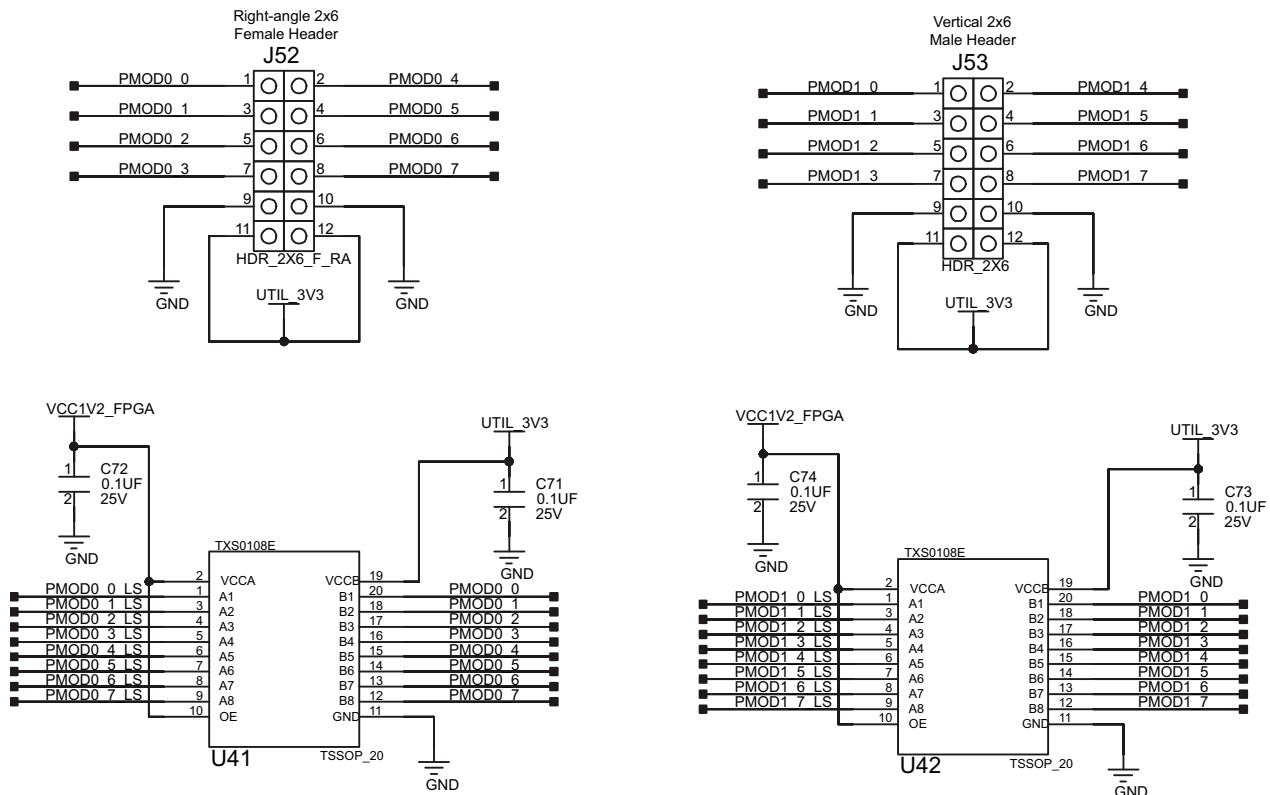 Right-angle 2x6
Female Header
J52
PMOD0_0 1 2 PMOD0_4
PMOD0_1 3 4 PMOD0_5
PMOD0_2 5 6 PMOD0_6
PMOD0_3 7 8 PMOD0_7
9 10
11 12
HDR_2X6_F_RA
GND
UTIL_3V3
GND
Vertical 2x6
Male Header
J53
PMOD1_0 1 2 PMOD1_4
PMOD1_1 3 4 PMOD1_5
PMOD1_2 5 6 PMOD1_6
PMOD1_3 7 8 PMOD1_7
9 10
11 12
HDR_2X6
GND
UTIL_3V3
GND
VCC1V2_FPGA
1
2
C72
0.1UF
25V
GND
UTIL_3V3
1
2
C71
0.1UF
25V
GND
TXS0108E
2 VCCA VCCB 19
PMOD0_0_LS 1 A1 B1 20 PMOD0_0
PMOD0_1_LS 3 A2 B2 18 PMOD0_1
PMOD0_2_LS 4 A3 B3 17 PMOD0_2
PMOD0_3_LS 5 A4 B4 16 PMOD0_3
PMOD0_4_LS 6 A5 B5 15 PMOD0_4
PMOD0_5_LS 7 A6 B6 14 PMOD0_5
PMOD0_6_LS 8 A7 B7 13 PMOD0_6
PMOD0_7_LS 9 A8 B8 12 PMOD0_7
10 OE GND 11
U41
TSSOP_20
GND
VCC1V2_FPGA
1
2
C74
0.1UF
25V
GND
UTIL_3V3
1
2
C73
0.1UF
25V
GND
TXS0108E
2 VCCA VCCB 19
PMOD1_0_LS 1 A1 B1 20 PMOD1_0
PMOD1_1_LS 3 A2 B2 18 PMOD1_1
PMOD1_2_LS 4 A3 B3 17 PMOD1_2
PMOD1_3_LS 5 A4 B4 16 PMOD1_3
PMOD1_4_LS 6 A5 B5 15 PMOD1_4
PMOD1_5_LS 7 A6 B6 14 PMOD1_5
PMOD1_6_LS 8 A7 B7 13 PMOD1_6
PMOD1_7_LS 9 A8 B8 12 PMOD1_7
10 OE GND 11
U42
TSSOP_20
GND